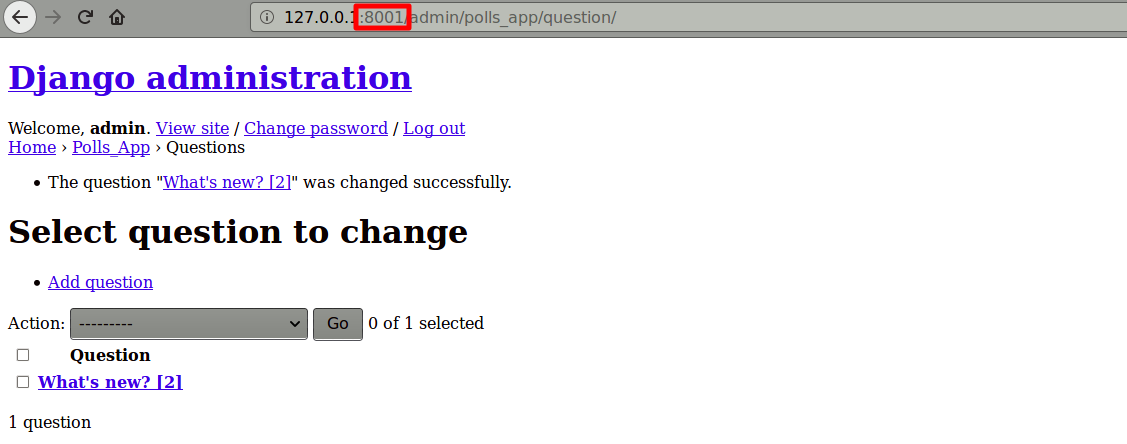 127.0.0.1:8001/admin/polls_app/question/
Django administration
Welcome, admin. View site / Change password / Log out
Home › Polls_App › Questions
• The question "What's new? [2]" was changed successfully.
Select question to change
• Add question
Action: --------- Go 0 of 1 selected
Question
What's new? [2]
1 question